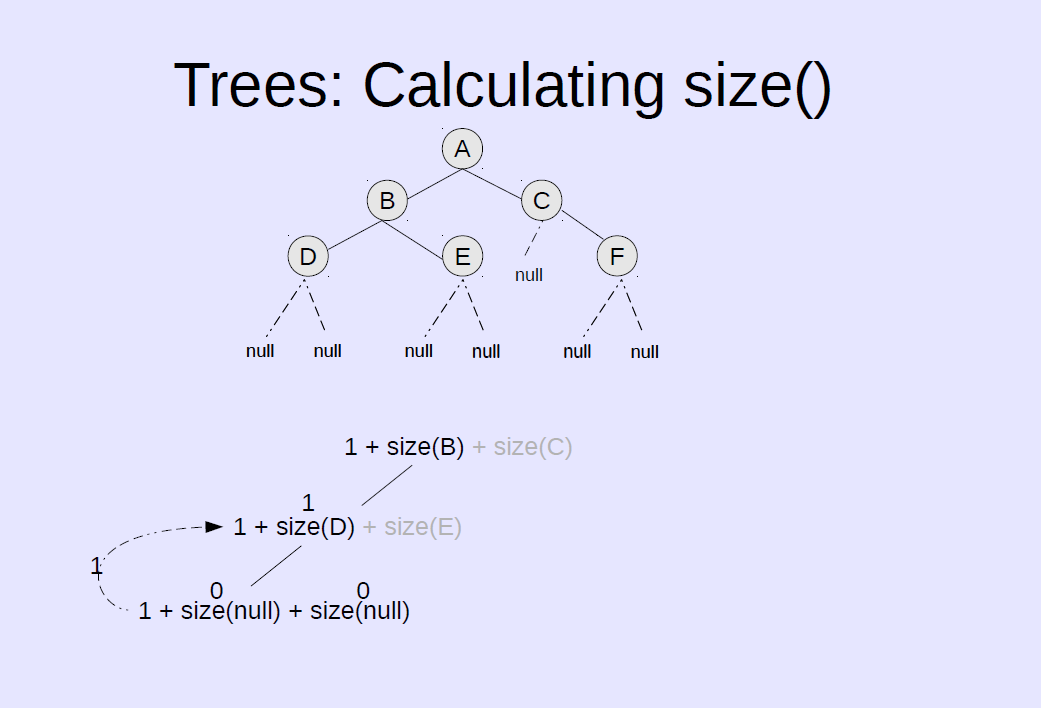 Trees: Calculating size()
A
B C
D E F
null
null null null null null null
1 + size(B) + size(C)
1
1 + size(D) + size(E)
1
0 0
1 + size(null) + size(null)